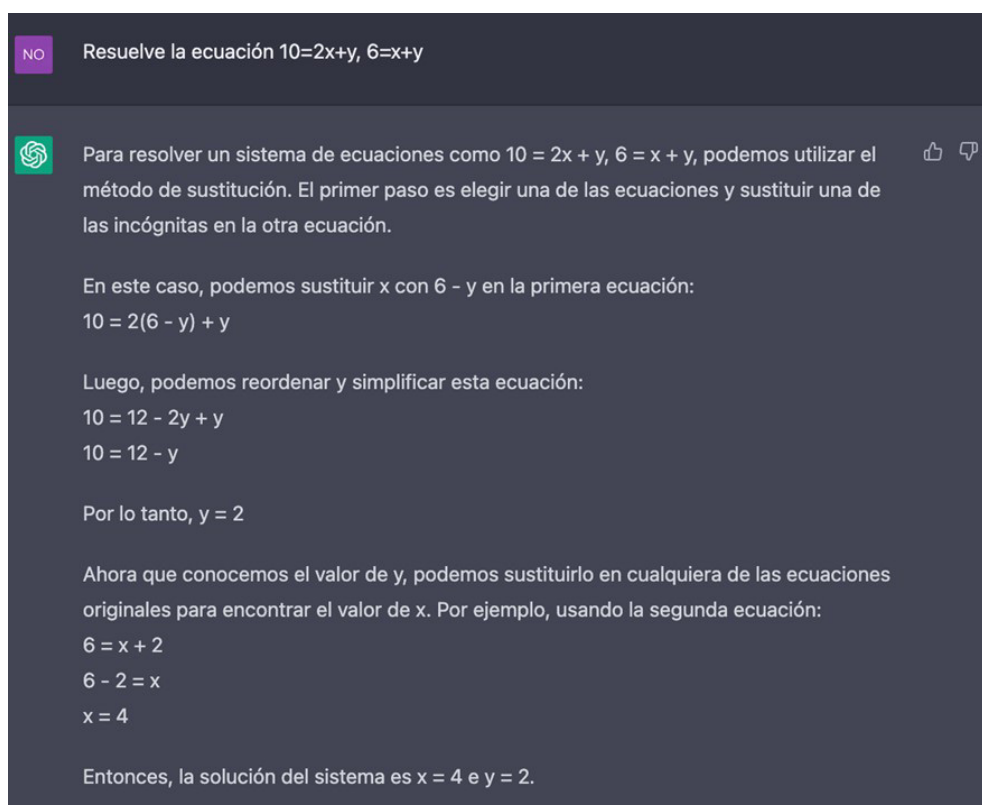 NO
Resuelve la ecuación 10=2x+y, 6=x+y
Para resolver un sistema de ecuaciones como 10 = 2x + y, 6 = x + y, podemos utilizar el
método de sustitución. El primer paso es elegir una de las ecuaciones y sustituir una de
las incógnitas en la otra ecuación.
En este caso, podemos sustituir x con 6 - y en la primera ecuación:
10 = 2(6 - y) + y
Luego, podemos reordenar y simplificar esta ecuación:
10 = 12 - 2y + y
10 = 12 - y
Por lo tanto, y = 2
Ahora que conocemos el valor de y, podemos sustituirlo en cualquiera de las ecuaciones
originales para encontrar el valor de x. Por ejemplo, usando la segunda ecuación:
6 = x + 2
6 - 2 = x
x = 4
Entonces, la solución del sistema es x = 4 e y = 2.